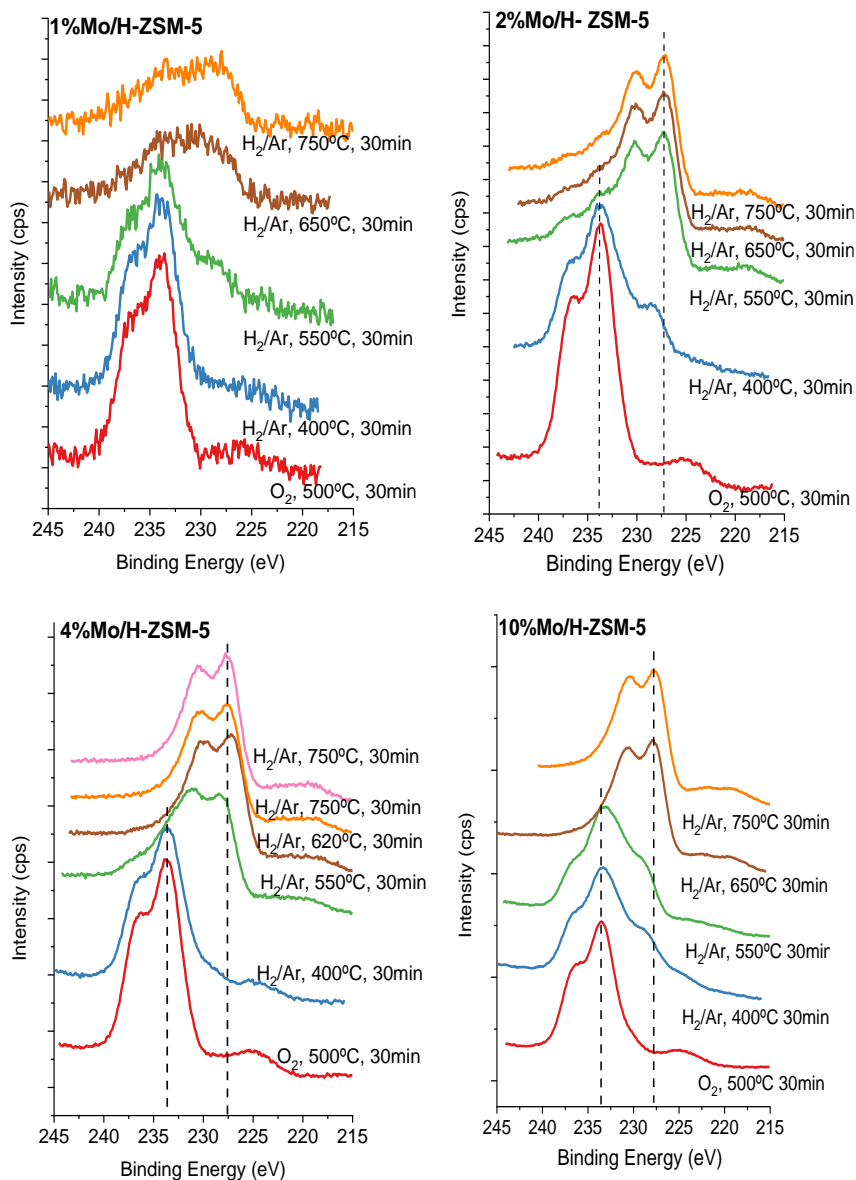 1%Mo/H-ZSM-5
H₂/Ar, 750ºC, 30min
H₂/Ar, 650ºC, 30min
H₂/Ar, 550ºC, 30min
H₂/Ar, 400ºC, 30min
O₂, 500ºC, 30min
Intensity (cps)
245 240 235 230 225 220 215
Binding Energy (eV)
2%Mo/H- ZSM-5
H₂/Ar, 750ºC, 30min
H₂/Ar, 650ºC, 30min
H₂/Ar, 550ºC, 30min
H₂/Ar, 400ºC, 30min
O₂, 500ºC, 30min
Intensity (cps)
245 240 235 230 225 220 215
Binding Energy (eV)
4%Mo/H-ZSM-5
H₂/Ar, 750ºC, 30min
H₂/Ar, 750ºC, 30min
H₂/Ar, 620ºC, 30min
H₂/Ar, 550ºC, 30min
H₂/Ar, 400ºC, 30min
O₂, 500ºC, 30min
Intensity (cps)
245 240 235 230 225 220 215
Binding Energy (eV)
10%Mo/H-ZSM-5
H₂/Ar, 750ºC 30min
H₂/Ar, 650ºC 30min
H₂/Ar, 550ºC 30min
H₂/Ar, 400ºC 30min
O₂, 500ºC 30min
Intensity (cps)
245 240 235 230 225 220 215
Binding Energy (eV)